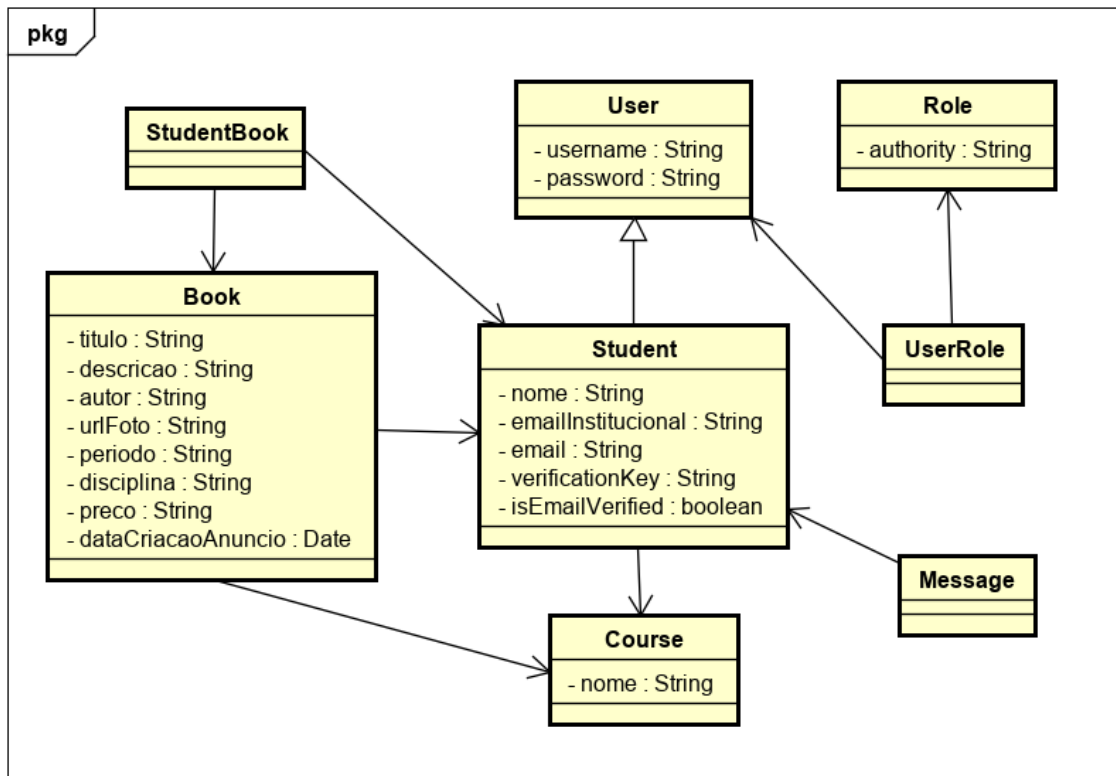 pkg
StudentBook
User
- username : String
- password : String
Role
- authority : String
Book
- titulo : String
- descricao : String
- autor : String
- urlFoto : String
- periodo : String
- disciplina : String
- preco : String
- dataCriacaoAnuncio : Date
Student
- nome : String
- emailInstitucional : String
- email : String
- verificationKey : String
- isEmailVerified : boolean
UserRole
Message
Course
- nome : String